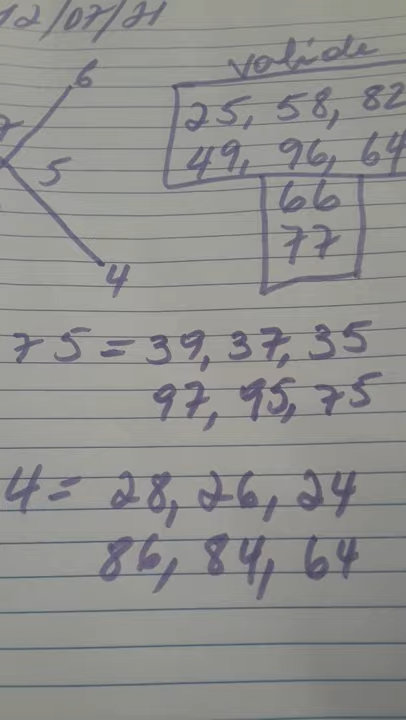 12/07/21
valide
6
7
25, 58, 82
5
49, 96, 64
66
4
77
75 = 39, 37, 35
97, 95, 75
4 = 28, 26, 24
86, 84, 64